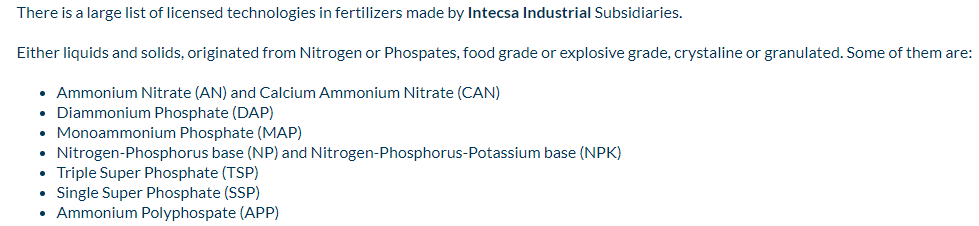 There is a large list of licensed technologies in fertilizers made by Intecsa Industrial Subsidiaries.
Either liquids and solids, originated from Nitrogen or Phospates, food grade or explosive grade, crystaline or granulated. Some of them are:
• Ammonium Nitrate (AN) and Calcium Ammonium Nitrate (CAN)
• Diammonium Phosphate (DAP)
• Monoammonium Phosphate (MAP)
• Nitrogen-Phosphorus base (NP) and Nitrogen-Phosphorus-Potassium base (NPK)
• Triple Super Phosphate (TSP)
• Single Super Phosphate (SSP)
• Ammonium Polyphospate (APP)